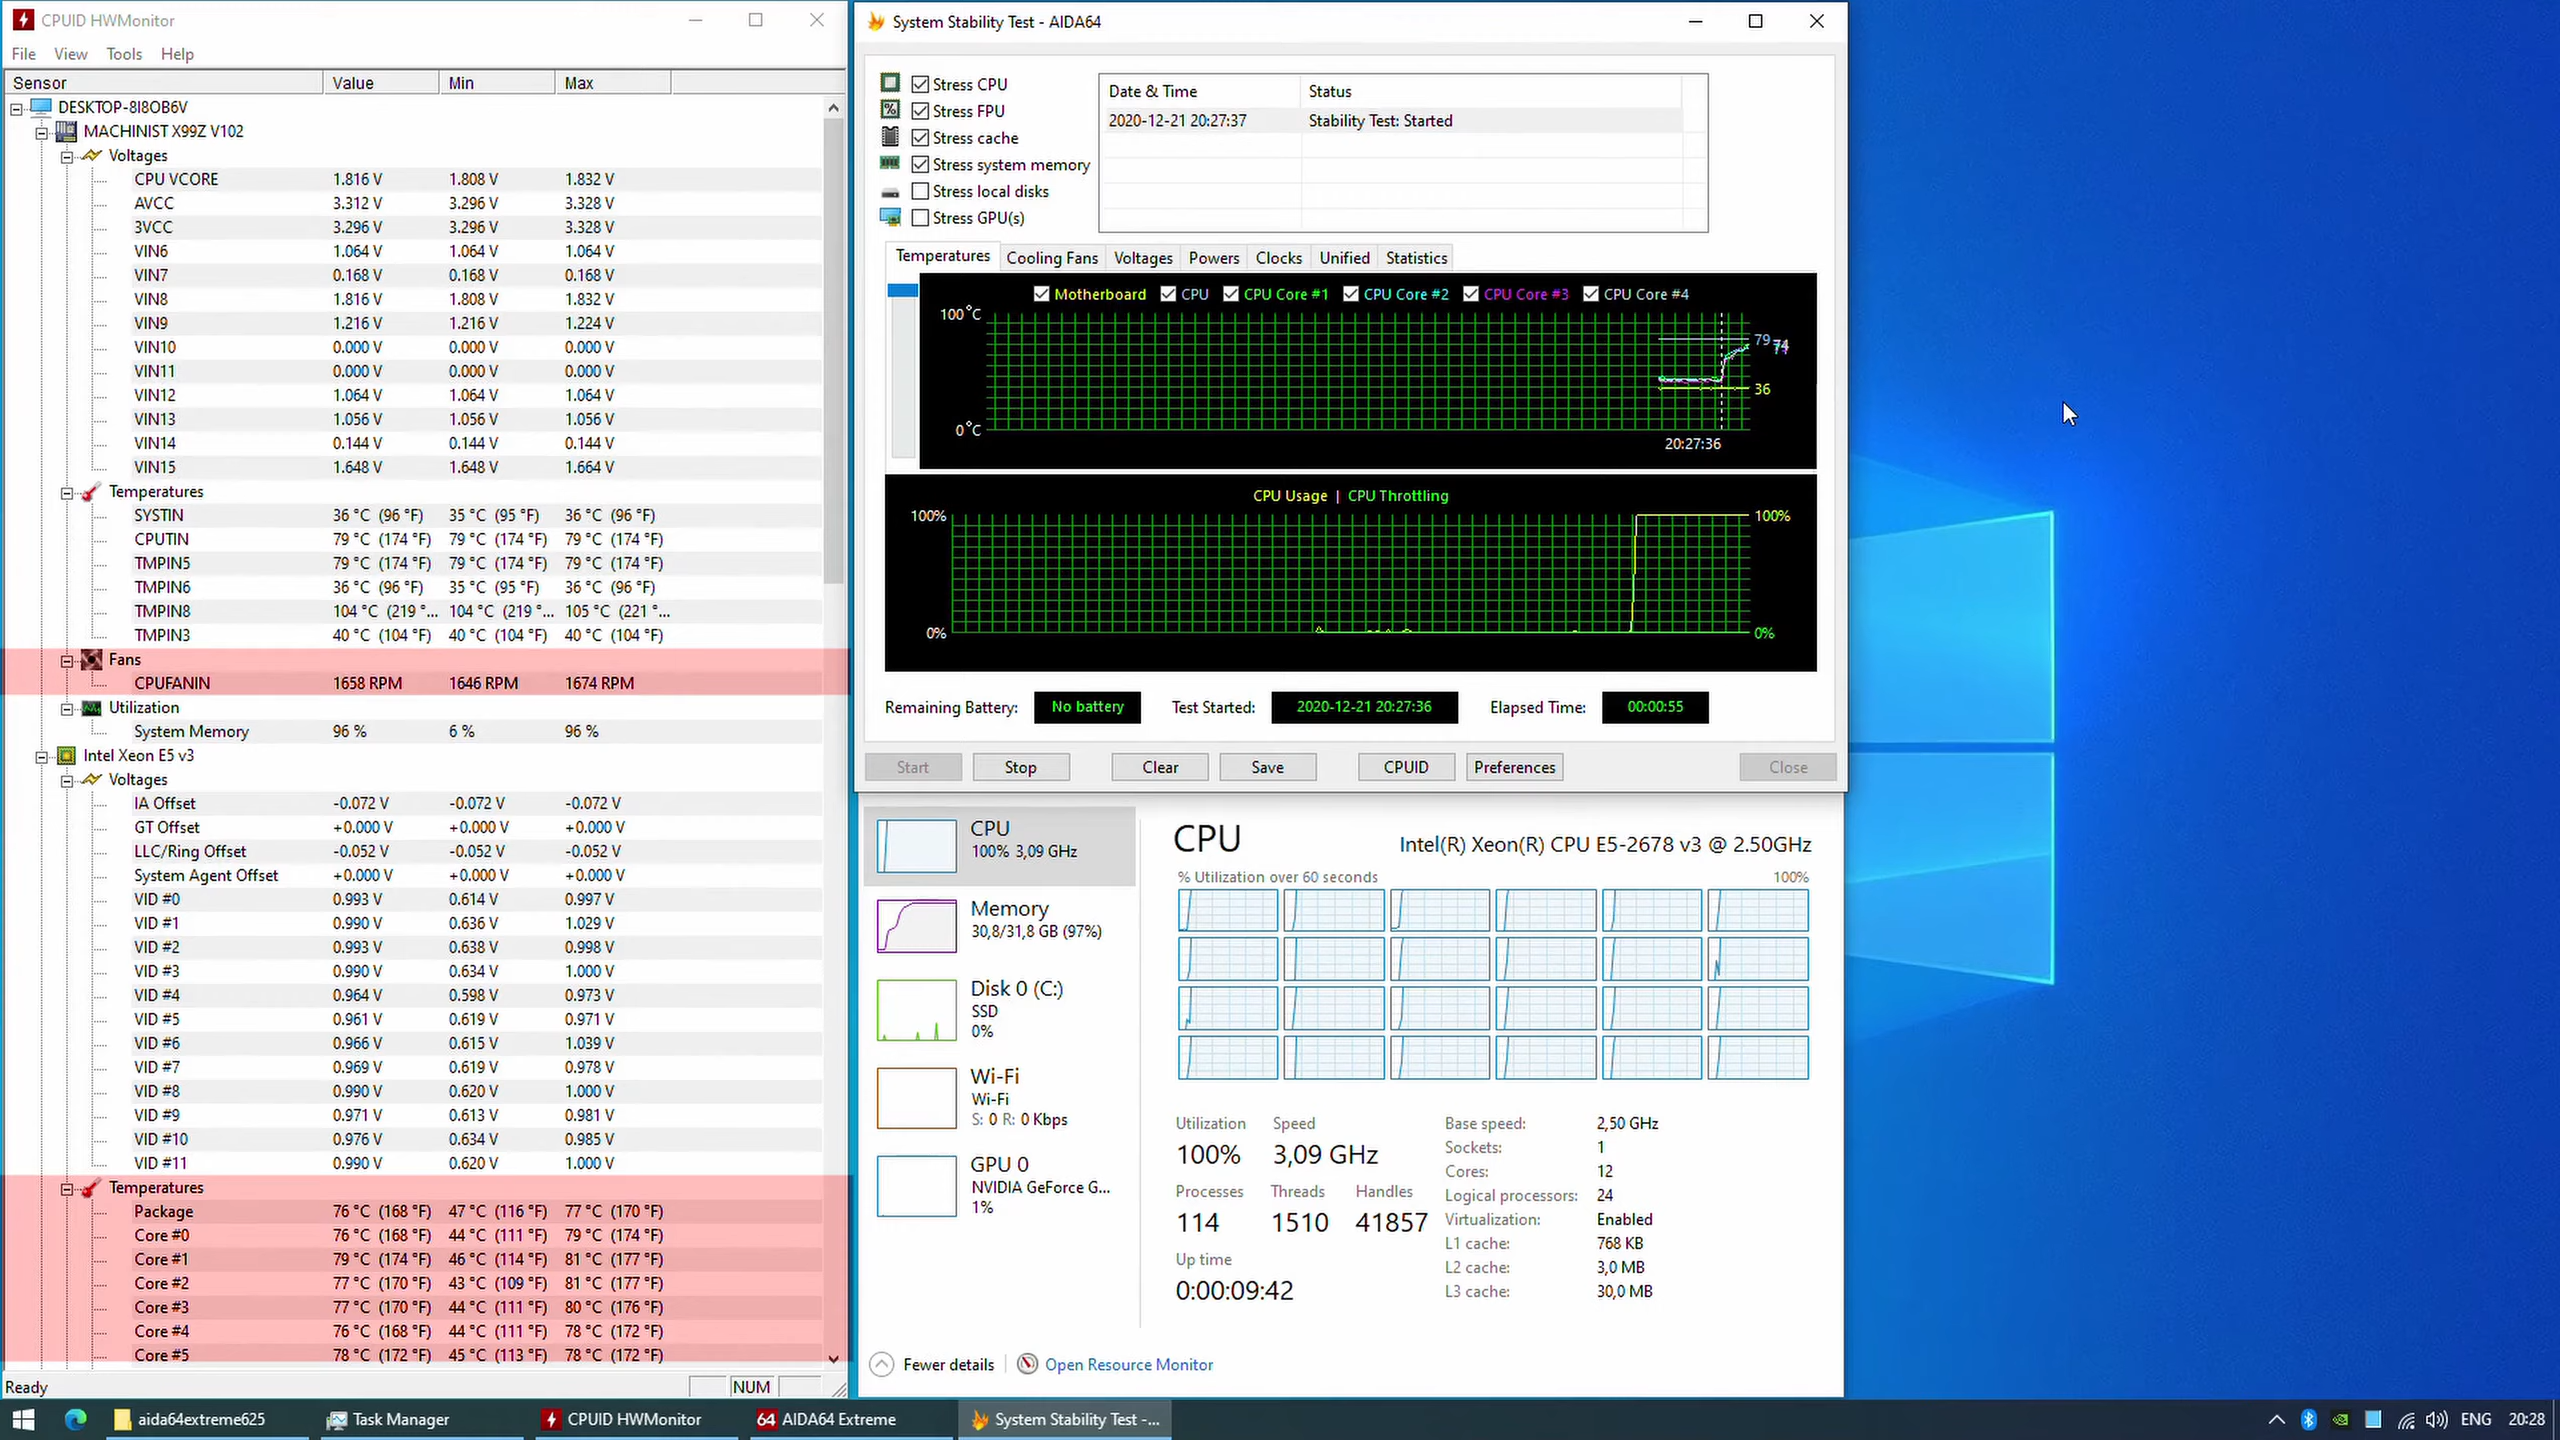 CPUID HWMonitor
File View Tools Help
Sensor Value Min Max
DESKTOP-8I8OB6V
MACHINIST X99Z V102
Voltages
CPU VCORE 1.816 V 1.808 V 1.832 V
AVCC 3.312 V 3.296 V 3.328 V
3VCC 3.296 V 3.296 V 3.328 V
VIN6 1.064 V 1.064 V 1.064 V
VIN7 0.168 V 0.168 V 0.168 V
VIN8 1.816 V 1.808 V 1.832 V
VIN9 1.216 V 1.216 V 1.224 V
VIN10 0.000 V 0.000 V 0.000 V
VIN11 0.000 V 0.000 V 0.000 V
VIN12 1.064 V 1.064 V 1.064 V
VIN13 1.056 V 1.056 V 1.056 V
VIN14 0.144 V 0.144 V 0.144 V
VIN15 1.648 V 1.648 V 1.664 V
Temperatures
SYSTIN 36 °C (96 °F) 35 °C (95 °F) 36 °C (96 °F)
CPUTIN 79 °C (174 °F) 79 °C (174 °F) 79 °C (174 °F)
TMPIN5 79 °C (174 °F) 79 °C (174 °F) 79 °C (174 °F)
TMPIN6 36 °C (96 °F) 35 °C (95 °F) 36 °C (96 °F)
TMPIN8 104 °C (219 °... 104 °C (219 °... 105 °C (221 °...
TMPIN3 40 °C (104 °F) 40 °C (104 °F) 40 °C (104 °F)
Fans
CPUFANIN 1658 RPM 1646 RPM 1674 RPM
Utilization
System Memory 96 % 6 % 96 %
Intel Xeon E5 v3
Voltages
IA Offset -0.072 V -0.072 V -0.072 V
GT Offset +0.000 V +0.000 V +0.000 V
LLC/Ring Offset -0.052 V -0.052 V -0.052 V
System Agent Offset +0.000 V +0.000 V +0.000 V
VID #0 0.993 V 0.614 V 0.997 V
VID #1 0.990 V 0.636 V 1.029 V
VID #2 0.993 V 0.638 V 0.998 V
VID #3 0.990 V 0.634 V 1.000 V
VID #4 0.964 V 0.598 V 0.973 V
VID #5 0.961 V 0.619 V 0.971 V
VID #6 0.966 V 0.615 V 1.039 V
VID #7 0.969 V 0.619 V 0.978 V
VID #8 0.990 V 0.620 V 1.000 V
VID #9 0.971 V 0.613 V 0.981 V
VID #10 0.976 V 0.634 V 0.985 V
VID #11 0.990 V 0.620 V 1.000 V
Temperatures
Package 76 °C (168 °F) 47 °C (116 °F) 77 °C (170 °F)
Core #0 76 °C (168 °F) 44 °C (111 °F) 79 °C (174 °F)
Core #1 79 °C (174 °F) 46 °C (114 °F) 81 °C (177 °F)
Core #2 77 °C (170 °F) 43 °C (109 °F) 81 °C (177 °F)
Core #3 77 °C (170 °F) 44 °C (111 °F) 80 °C (176 °F)
Core #4 76 °C (168 °F) 44 °C (111 °F) 78 °C (172 °F)
Core #5 78 °C (172 °F) 45 °C (113 °F) 78 °C (172 °F)
Ready NUM
System Stability Test - AIDA64
Stress CPU
Stress FPU
Stress cache
Stress system memory
Stress local disks
Stress GPU(s)
Date & Time Status
2020-12-21 20:27:37 Stability Test: Started
Temperatures Cooling Fans Voltages Powers Clocks Unified Statistics
Motherboard CPU CPU Core #1 CPU Core #2 CPU Core #3 CPU Core #4
100°C
79 74
36
0°C
20:27:36
CPU Usage | CPU Throttling
100% 100%
0% 0%
Remaining Battery: No battery Test Started: 2020-12-21 20:27:36 Elapsed Time: 00:00:55
Start Stop Clear Save CPUID Preferences Close
CPU
100% 3,09 GHz
Memory
30,8/31,8 GB (97%)
Disk 0 (C:)
SSD
0%
Wi-Fi
Wi-Fi
S: 0 R: 0 Kbps
GPU 0
NVIDIA GeForce G...
1%
CPU Intel(R) Xeon(R) CPU E5-2678 v3 @ 2.50GHz
% Utilization over 60 seconds 100%
Utilization Speed
100% 3,09 GHz
Processes Threads Handles
114 1510 41857
Up time
0:00:09:42
Base speed: 2,50 GHz
Sockets: 1
Cores: 12
Logical processors: 24
Virtualization: Enabled
L1 cache: 768 KB
L2 cache: 3,0 MB
L3 cache: 30,0 MB
Fewer details Open Resource Monitor
aida64extreme625 Task Manager CPUID HWMonitor 64 AIDA64 Extreme System Stability Test -... ENG 20:28